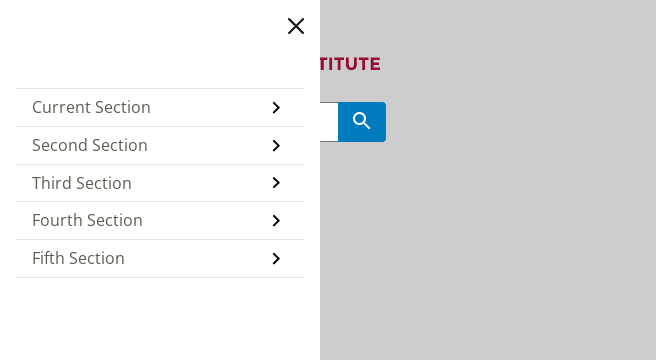 TITUTE
Current Section
Second Section
Third Section
Fourth Section
Fifth Section